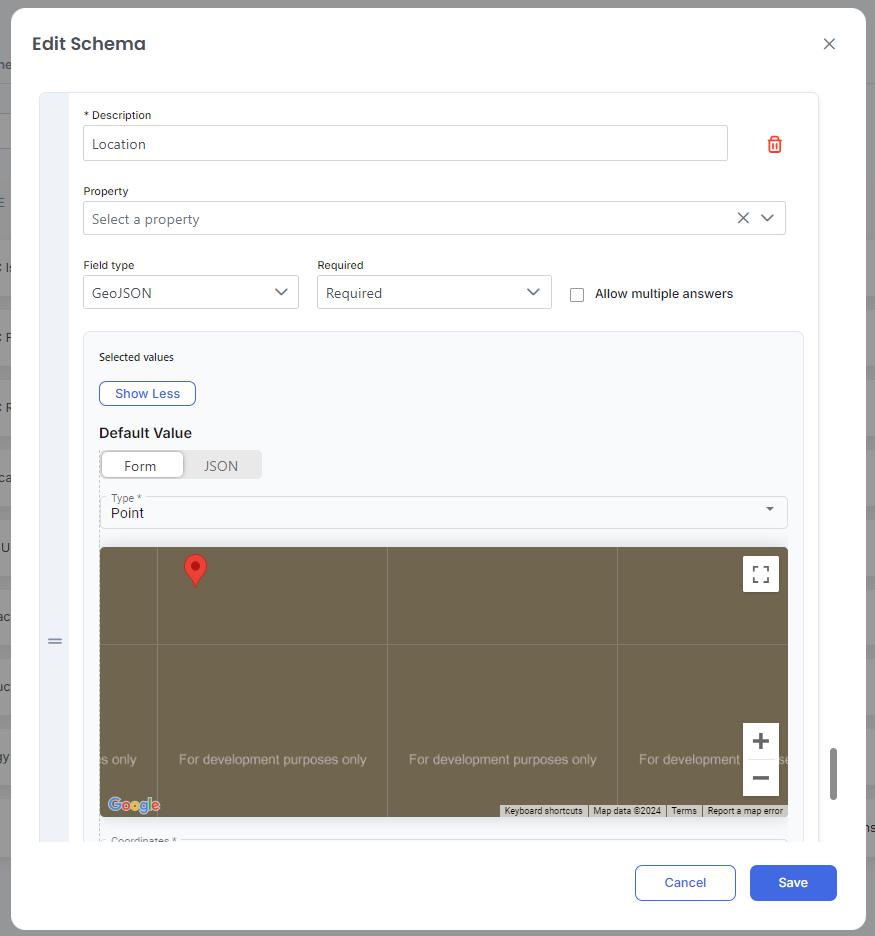 Edit Schema
* Description
Location
Property
Select a property
Field type
Required
GeoJSON
Required
Allow multiple answers
Selected values
Show Less
Default Value
Form
JSON
Type *
Point
s only
For development purposes only
For development purposes only
For development
se
Google
Keyboard shortcuts
Map data ©2024
Terms
Report a map error
Coordinates *
Cancel
Save